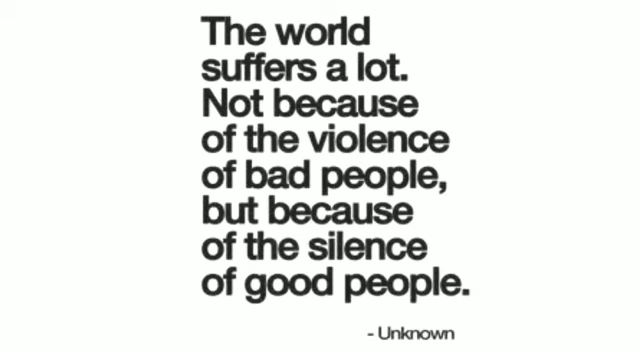 The world
suffers a lot.
Not because
of the violence
of bad people,
but because
of the silence
of good people.
- Unknown